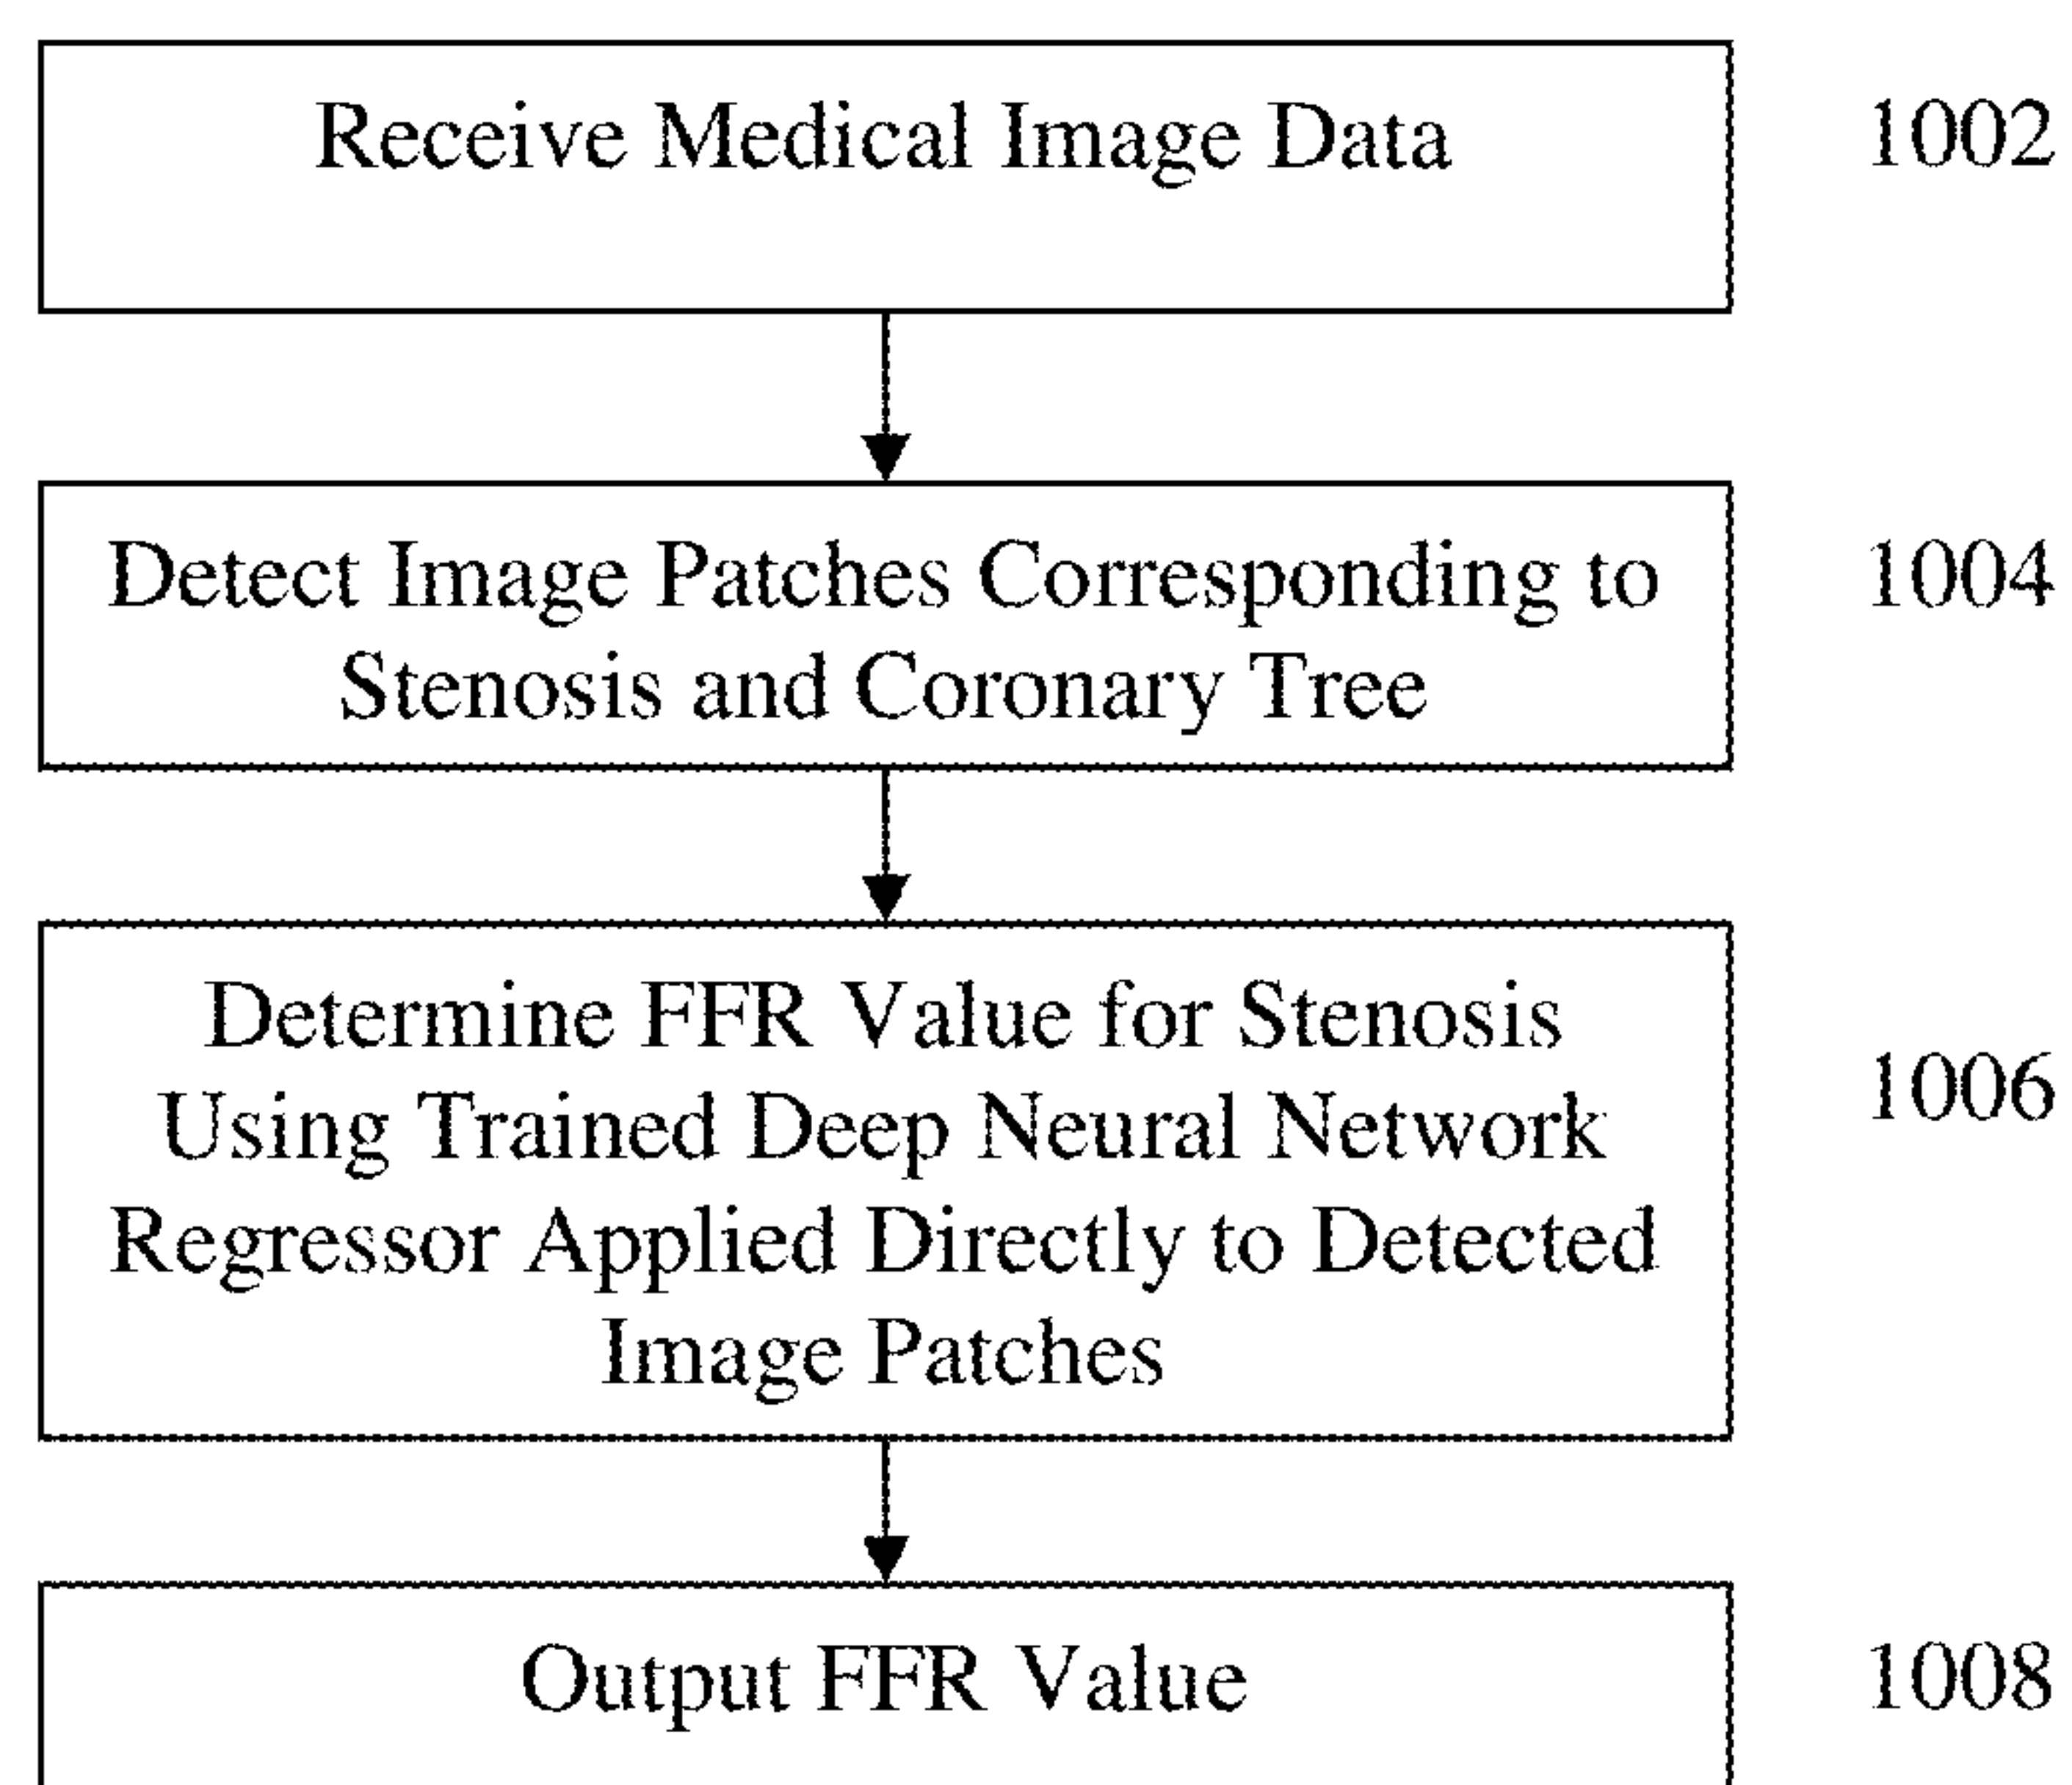 Receive Medical Image Data
1002
Detect Image Patches Corresponding to
1004
Stenosis and Coronary Tree
Determine FFR Value for Stenosis
Using Trained Deep Neural Network
1006
Regressor Applied Directly to Detected
Image Patches
Output FFR Value
1008